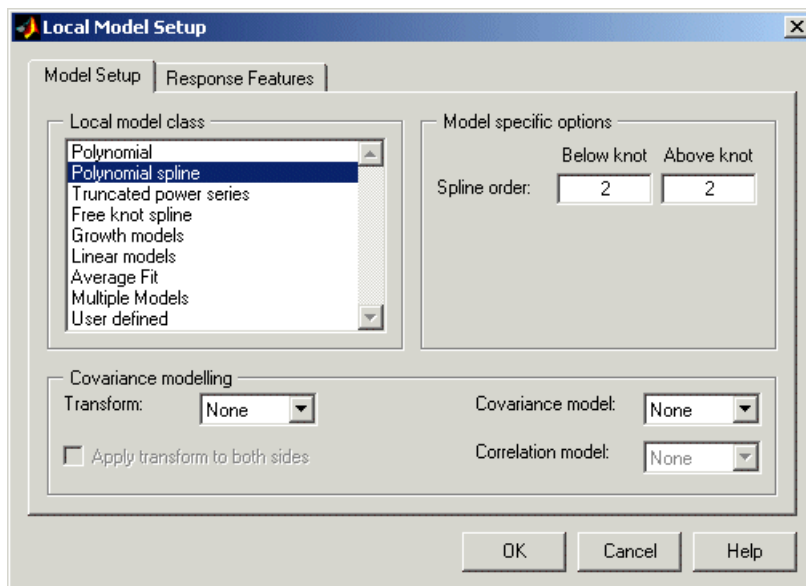 Local Model Setup
Model Setup
Response Features
Local model class
Polynomial
Polynomial spline
Truncated power series
Free knot spline
Growth models
Linear models
Average Fit
Multiple Models
User defined
Model specific options
Below knot Above knot
Spline order: 2 2
Covariance modelling
Transform: None
Apply transform to both sides
Covariance model: None
Correlation model: None
OK Cancel Help